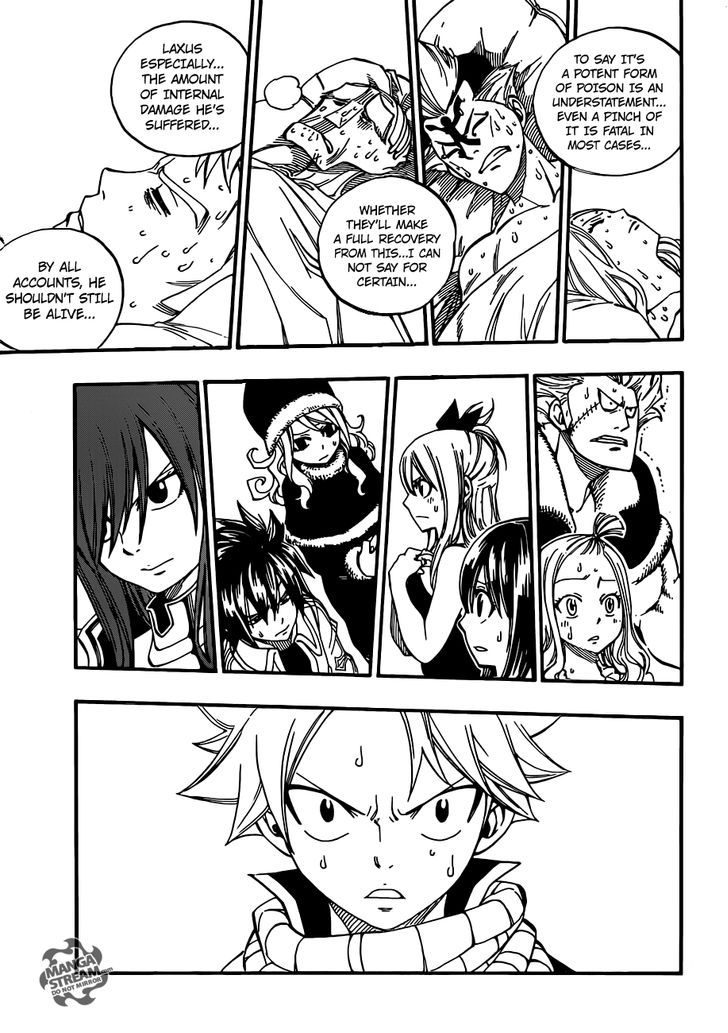 TO SAY IT'S
A POTENT FORM
OF POISON IS AN
UNDERSTATEMENT...
EVEN A PINCH OF
IT IS FATAL IN
MOST CASES...
WHETHER
THEY'LL MAKE
A FULL RECOVERY
FROM THIS...I CAN
NOT SAY FOR
CERTAIN...
LAXUS
ESPECIALLY...
THE AMOUNT
OF INTERNAL
DAMAGE HE'S
SUFFERED...
BY ALL
ACCOUNTS, HE
SHOULDN'T STILL
BE ALIVE...
MANGA
STREAM.com
DO NOT MIRROR